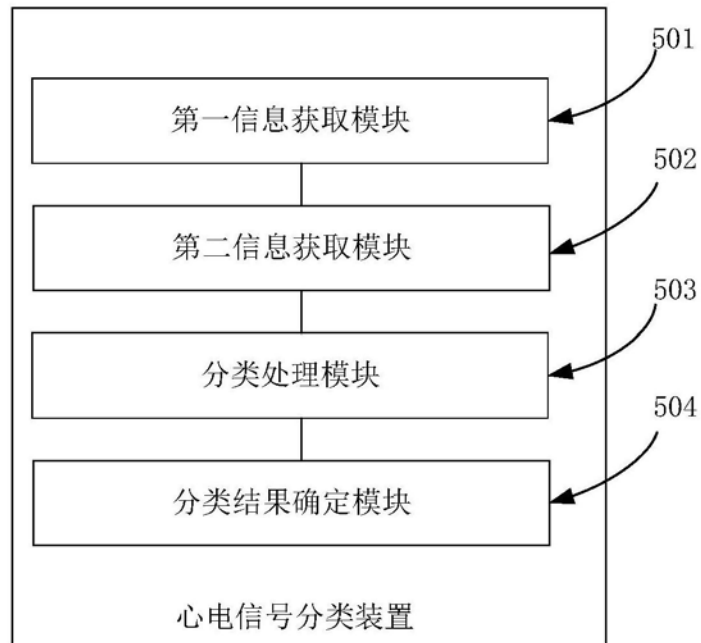 501
第一信息获取模块
502
第二信息获取模块
503
分类处理模块
504
分类结果确定模块
心电信号分类装置